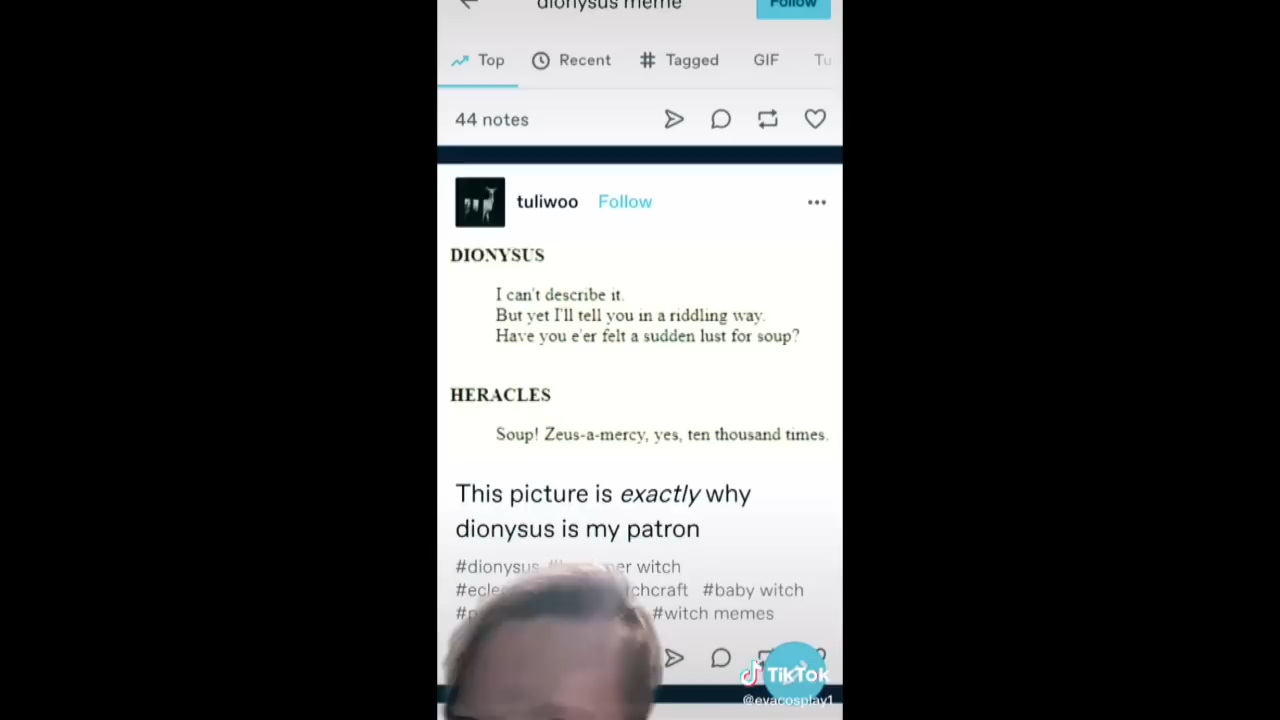 dionysus meme
Follow
Top
Recent
Tagged
GIF
44 notes
tuliwoo Follow
DIONYSUS
I can't describe it.
But yet I'll tell you in a riddling way.
Have you e'er felt a sudden lust for soup?
HERACLES
Soup! Zeus-a-mercy, yes, ten thousand times.
This picture is exactly why
dionysus is my patron
#dionysus witch
#baby witch
#witch memes
TikTok
@evacosplay1